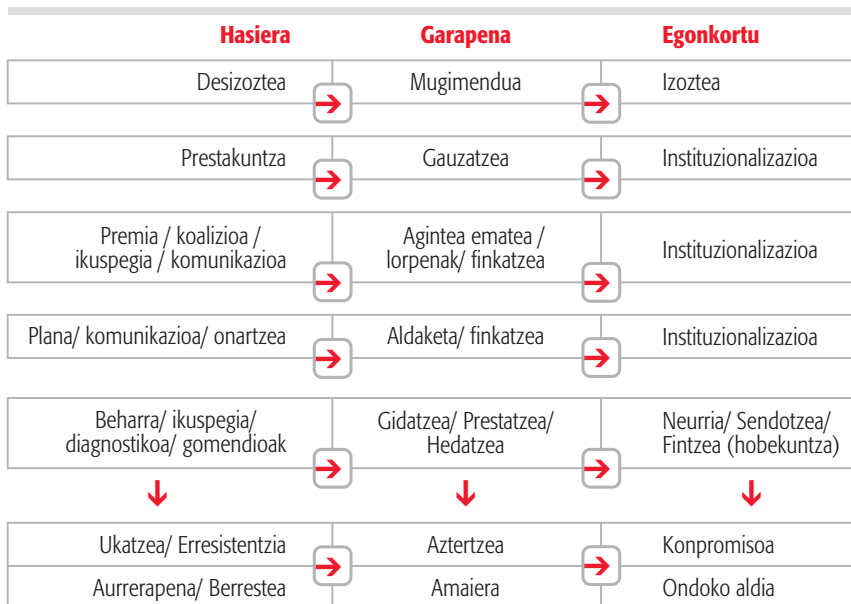 Hasiera Garapena Egonkortu
Desizoztea Mugimendua Izoztea
Prestakuntza Gauzatzea Instituzionalizazioa
Premia / koalizioa /
ikuspegia / komunikazioa
Agintea ematea /
lorpenak/ finkatzea
Instituzionalizazioa
Plana/ komunikazioa/ onartzea Aldaketa/ finkatzea Instituzionalizazioa
Beharra/ ikuspegia/
diagnostikoa/ gomendioak
Gidatzea/ Prestatzea/
Hedatzea
Neurria/ Sendotzea/
Fintzea (hobekuntza)
Ukatzea/ Erresistentzia Aztertzea Konpromisoa
Aurrerapena/ Berrestea Amaiera Ondoko aldia